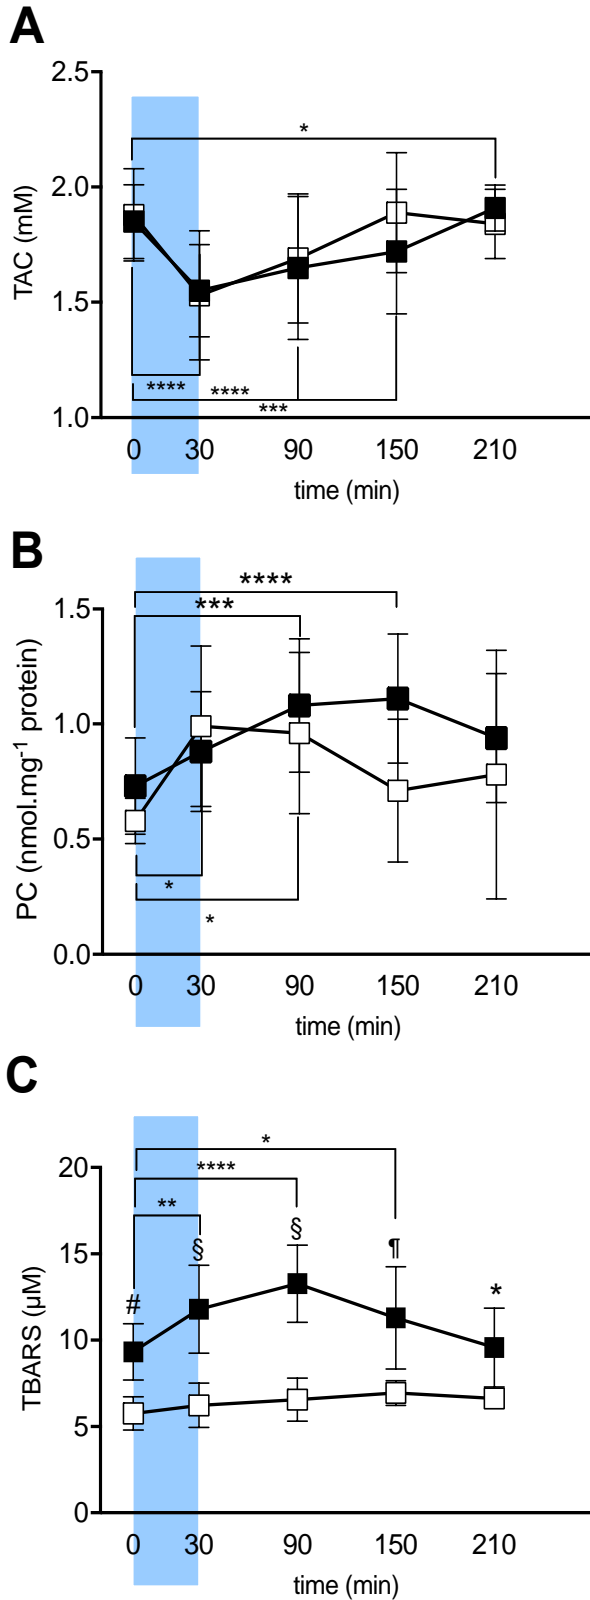 A
2.5
*
2.0
TAC (mM)
1.5
****
****
***
1.0
0 30 90 150 210
time (min)
B
****
1.5
***
1.0
PC (nmol.mg-1 protein)
0.5
*
*
0.0
0 30 90 150 210
time (min)
C
*
20
****
**
§
§
¶
15
#
*
TBARS (µM)
10
5
0
0 30 90 150 210
time (min)